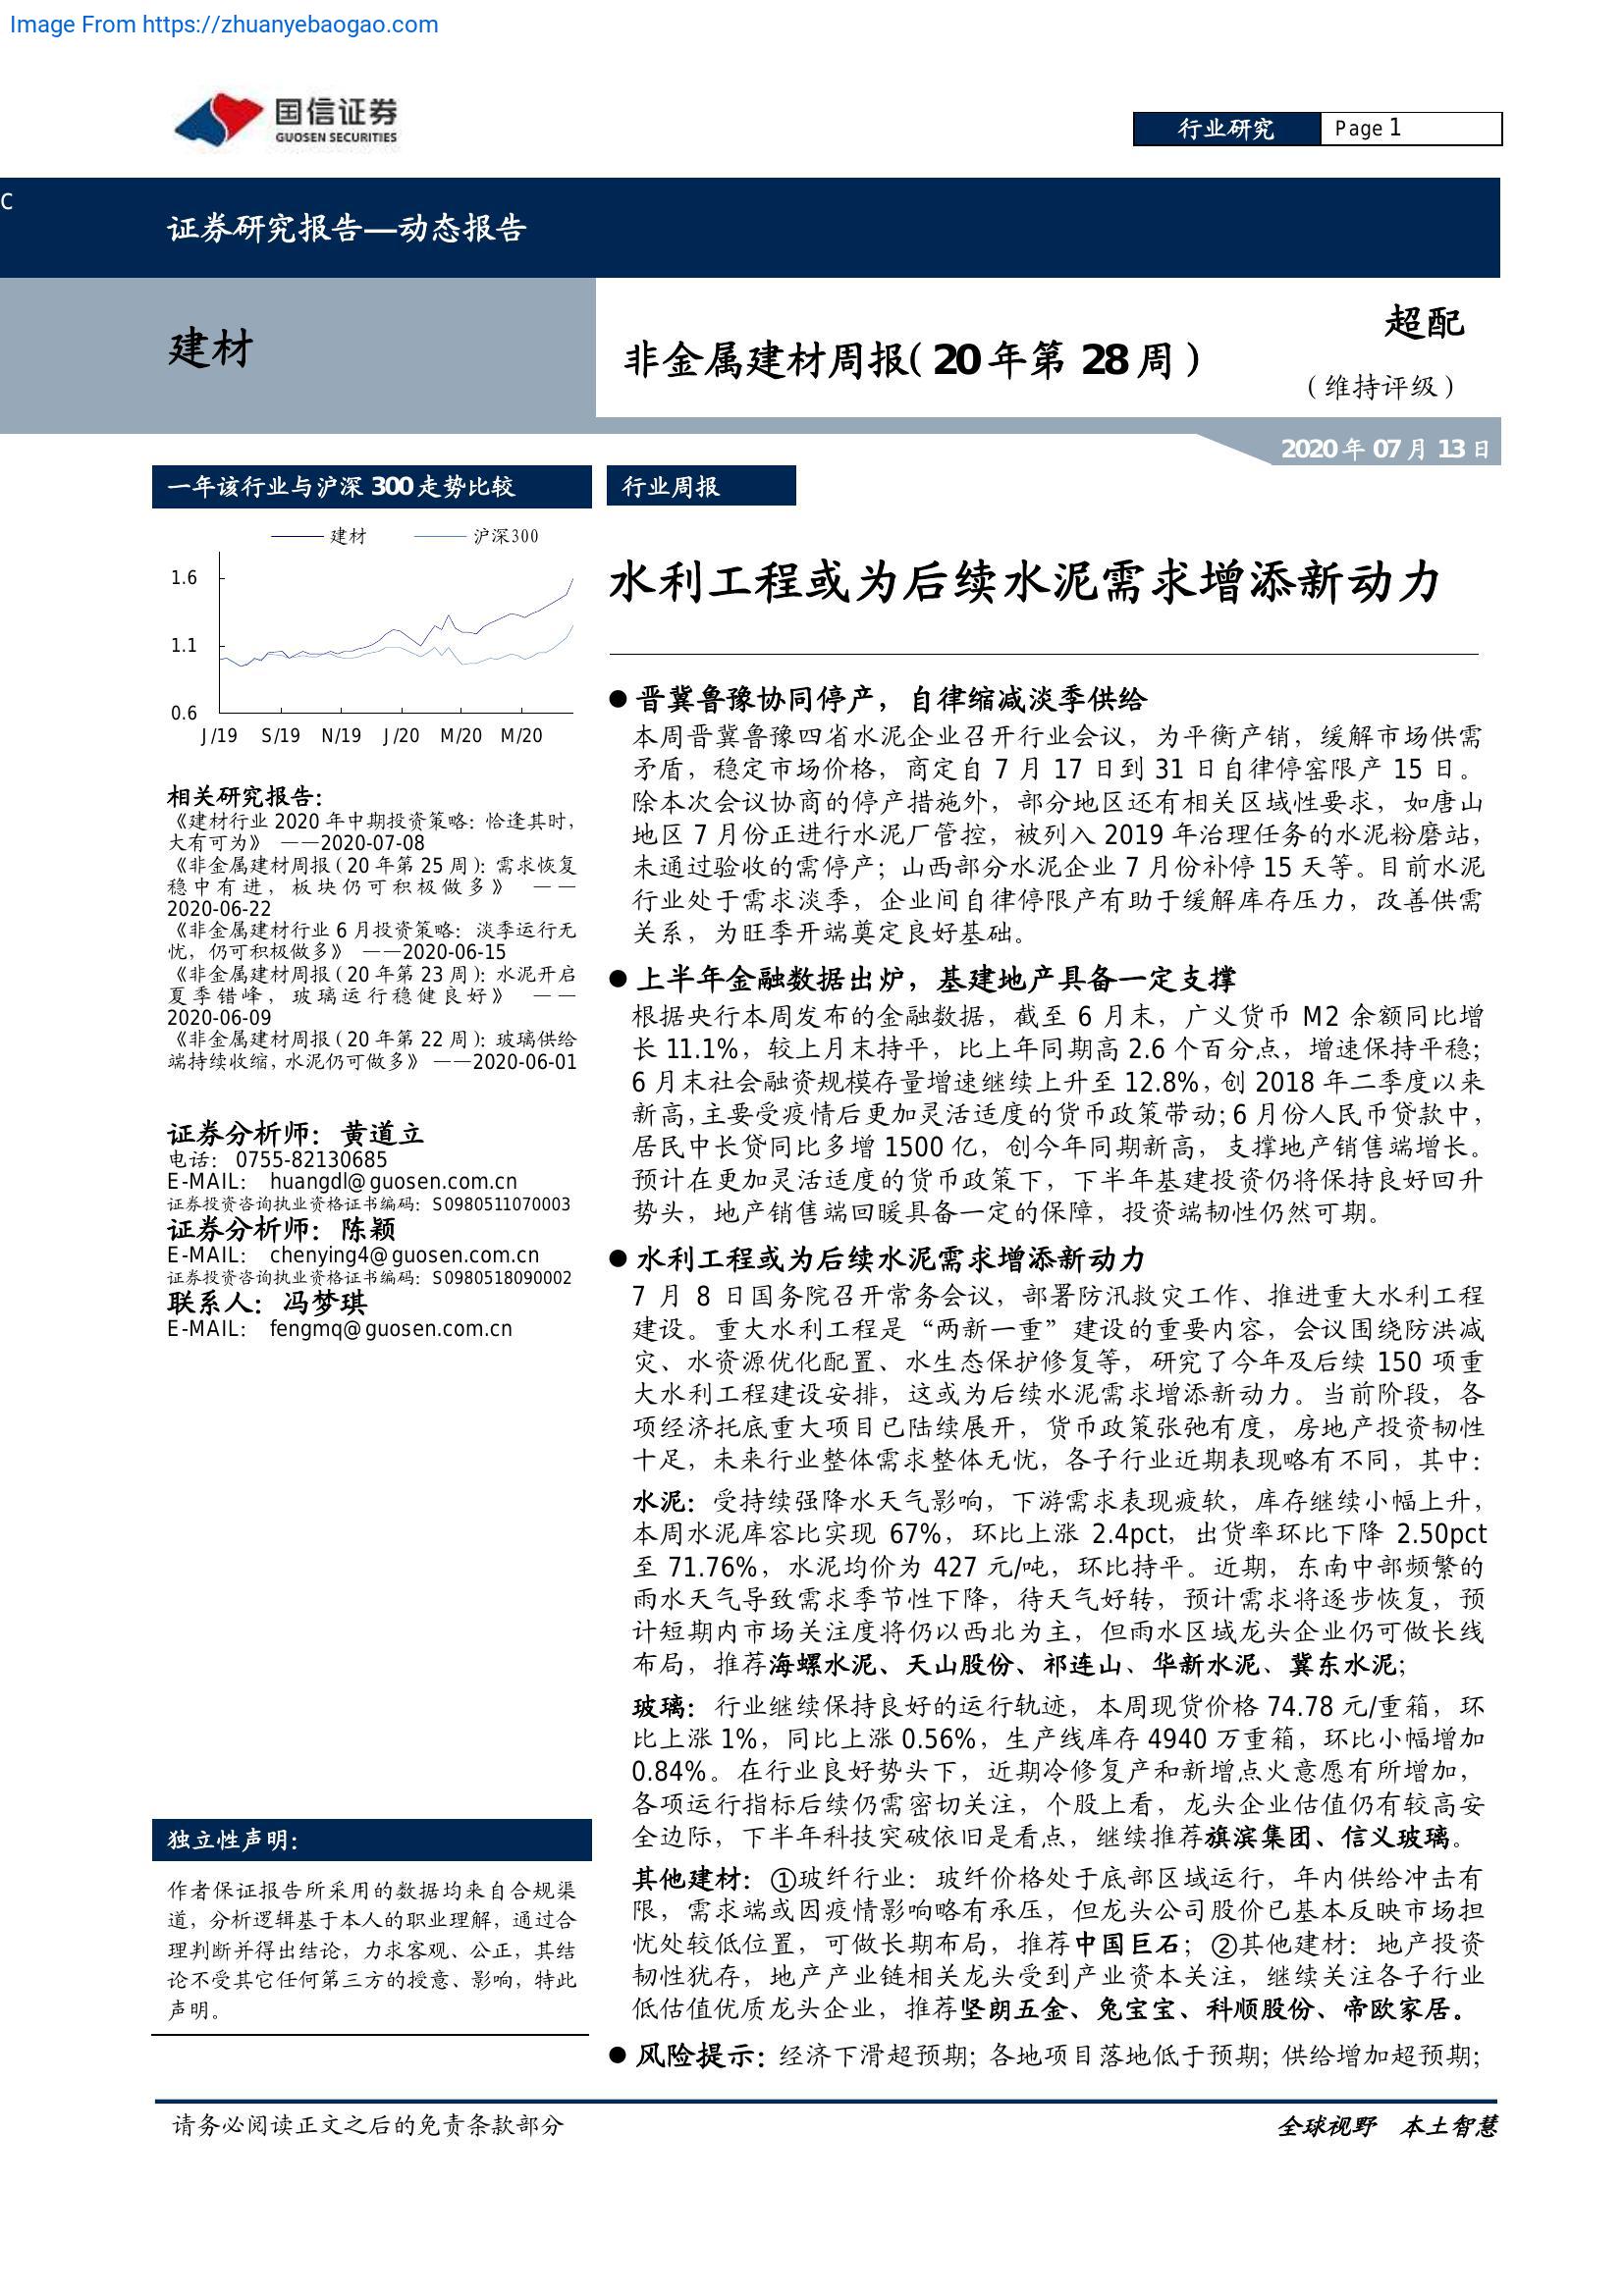 Image From https://zhuanyebaogao.com
国信证券
GUOSEN SECURITIES
行业研究
Page 1
C
证券研究报告—动态报告
建材
非金属建材周报(20年第28周)
超配
（维持评级）
2020年07月13日
一年该行业与沪深300走势比较
建材 沪深300
1.6
1.1
0.6
J/19 S/19 N/19 J/20 M/20 M/20
相关研究报告：
《建材行业 2020 年中期投资策略：恰逢其时，
大有可为》 ——2020-07-08
《非金属建材周报（20 年第 25 周）：需求恢复
稳中有进，板块仍可积极做多》 ——
2020-06-22
《非金属建材行业 6 月投资策略：淡季运行无
忧，仍可积极做多》 ——2020-06-15
《非金属建材周报（20 年第 23 周）：水泥开启
夏季错峰，玻璃运行稳健良好》 ——
2020-06-09
《非金属建材周报（20 年第 22 周）：玻璃供给
端持续收缩，水泥仍可做多》 ——2020-06-01
证券分析师：黄道立
电话： 0755-82130685
E-MAIL： huangdl@guosen.com.cn
证券投资咨询执业资格证书编码：S0980511070003
证券分析师：陈颖
E-MAIL： chenying4@guosen.com.cn
证券投资咨询执业资格证书编码：S0980518090002
联系人：冯梦琪
E-MAIL： fengmq@guosen.com.cn
独立性声明：
作者保证报告所采用的数据均来自合规渠
道，分析逻辑基于本人的职业理解，通过合
理判断并得出结论，力求客观、公正，其结
论不受其它任何第三方的授意、影响，特此
声明。
行业周报
水利工程或为后续水泥需求增添新动力
● 晋冀鲁豫协同停产，自律缩减淡季供给
本周晋冀鲁豫四省水泥企业召开行业会议，为平衡产销，缓解市场供需
矛盾，稳定市场价格，商定自 7 月 17 日到 31 日自律停窑限产 15 日。
除本次会议协商的停产措施外，部分地区还有相关区域性要求，如唐山
地区 7 月份正进行水泥厂管控，被列入 2019 年治理任务的水泥粉磨站，
未通过验收的需停产；山西部分水泥企业 7 月份补停 15 天等。目前水泥
行业处于需求淡季，企业间自律停限产有助于缓解库存压力，改善供需
关系，为旺季开端奠定良好基础。
● 上半年金融数据出炉，基建地产具备一定支撑
根据央行本周发布的金融数据，截至 6 月末，广义货币 M2 余额同比增
长 11.1%，较上月末持平，比上年同期高 2.6 个百分点，增速保持平稳；
6 月末社会融资规模存量增速继续上升至 12.8%，创 2018 年二季度以来
新高，主要受疫情后更加灵活适度的货币政策带动；6 月份人民币贷款中，
居民中长贷同比多增 1500 亿，创今年同期新高，支撑地产销售端增长。
预计在更加灵活适度的货币政策下，下半年基建投资仍将保持良好回升
势头，地产销售端回暖具备一定的保障，投资端韧性仍然可期。
● 水利工程或为后续水泥需求增添新动力
7 月 8 日国务院召开常务会议，部署防汛救灾工作、推进重大水利工程
建设。重大水利工程是“两新一重”建设的重要内容，会议围绕防洪减
灾、水资源优化配置、水生态保护修复等，研究了今年及后续 150 项重
大水利工程建设安排，这或为后续水泥需求增添新动力。当前阶段，各
项经济托底重大项目已陆续展开，货币政策张弛有度，房地产投资韧性
十足，未来行业整体需求整体无忧，各子行业近期表现略有不同，其中：
水泥：受持续强降水天气影响，下游需求表现疲软，库存继续小幅上升，
本周水泥库容比实现 67%，环比上涨 2.4pct，出货率环比下降 2.50pct
至 71.76%，水泥均价为 427 元/吨，环比持平。近期，东南中部频繁的
雨水天气导致需求季节性下降，待天气好转，预计需求将逐步恢复，预
计短期内市场关注度将仍以西北为主，但雨水区域龙头企业仍可做长线
布局，推荐海螺水泥、天山股份、祁连山、华新水泥、冀东水泥；
玻璃：行业继续保持良好的运行轨迹，本周现货价格 74.78 元/重箱，环
比上涨 1%，同比上涨 0.56%，生产线库存 4940 万重箱，环比小幅增加
0.84%。在行业良好势头下，近期冷修复产和新增点火意愿有所增加，
各项运行指标后续仍需密切关注，个股上看，龙头企业估值仍有较高安
全边际，下半年科技突破依旧是看点，继续推荐旗滨集团、信义玻璃。
其他建材：①玻纤行业：玻纤价格处于底部区域运行，年内供给冲击有
限，需求端或因疫情影响略有承压，但龙头公司股价已基本反映市场担
忧处较低位置，可做长期布局，推荐中国巨石；②其他建材：地产投资
韧性犹存，地产产业链相关龙头受到产业资本关注，继续关注各子行业
低估值优质龙头企业，推荐坚朗五金、兔宝宝、科顺股份、帝欧家居。
● 风险提示：经济下滑超预期；各地项目落地低于预期；供给增加超预期；
请务必阅读正文之后的免责条款部分
全球视野 本土智慧